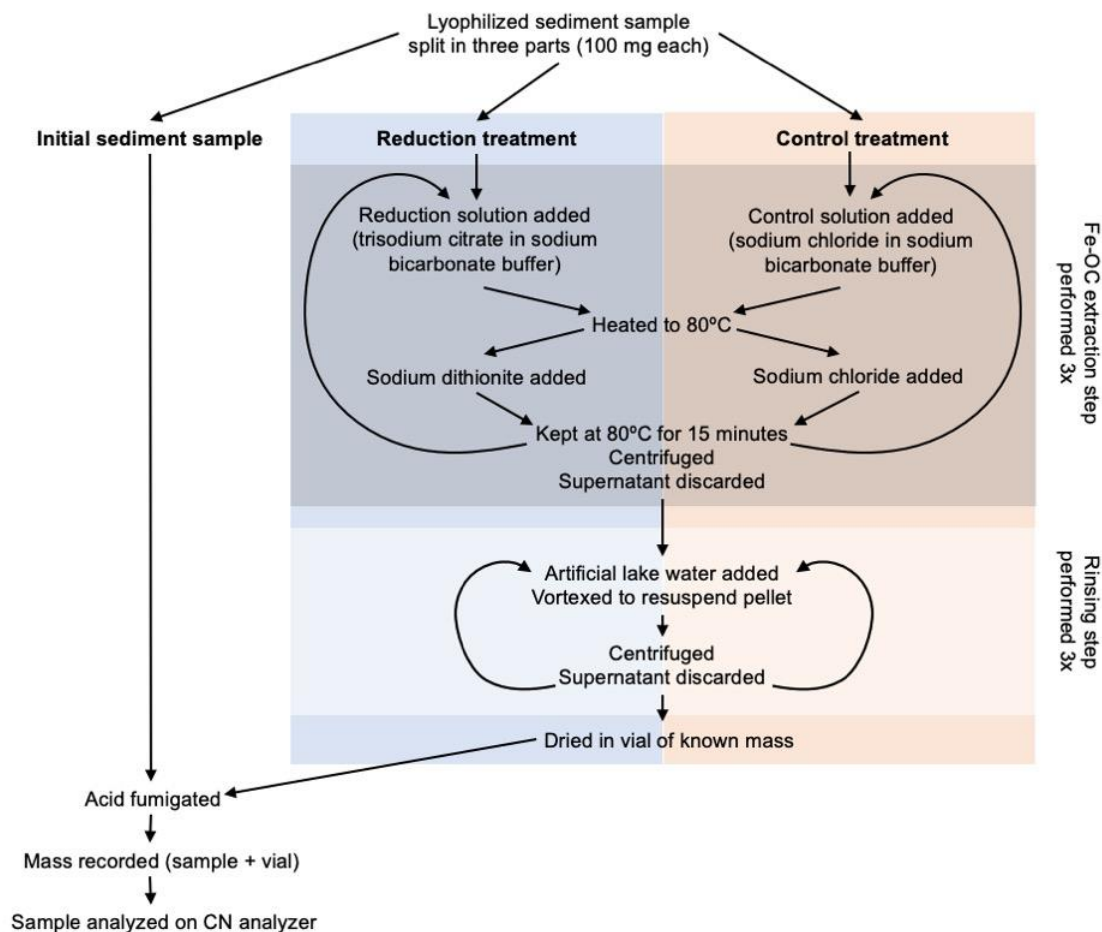 Lyophilized sediment sample
split in three parts (100 mg each)
Initial sediment sample
Reduction treatment
Control treatment
Reduction solution added
(trisodium citrate in sodium
bicarbonate buffer)
Control solution added
(sodium chloride in sodium
bicarbonate buffer)
Heated to 80ºC
Sodium dithionite added
Sodium chloride added
Kept at 80ºC for 15 minutes
Centrifuged
Supernatant discarded
Fe-OC extraction step
performed 3x
Artificial lake water added
Vortexed to resuspend pellet
Centrifuged
Supernatant discarded
Rinsing step
performed 3x
Dried in vial of known mass
Acid fumigated
Mass recorded (sample + vial)
Sample analyzed on CN analyzer